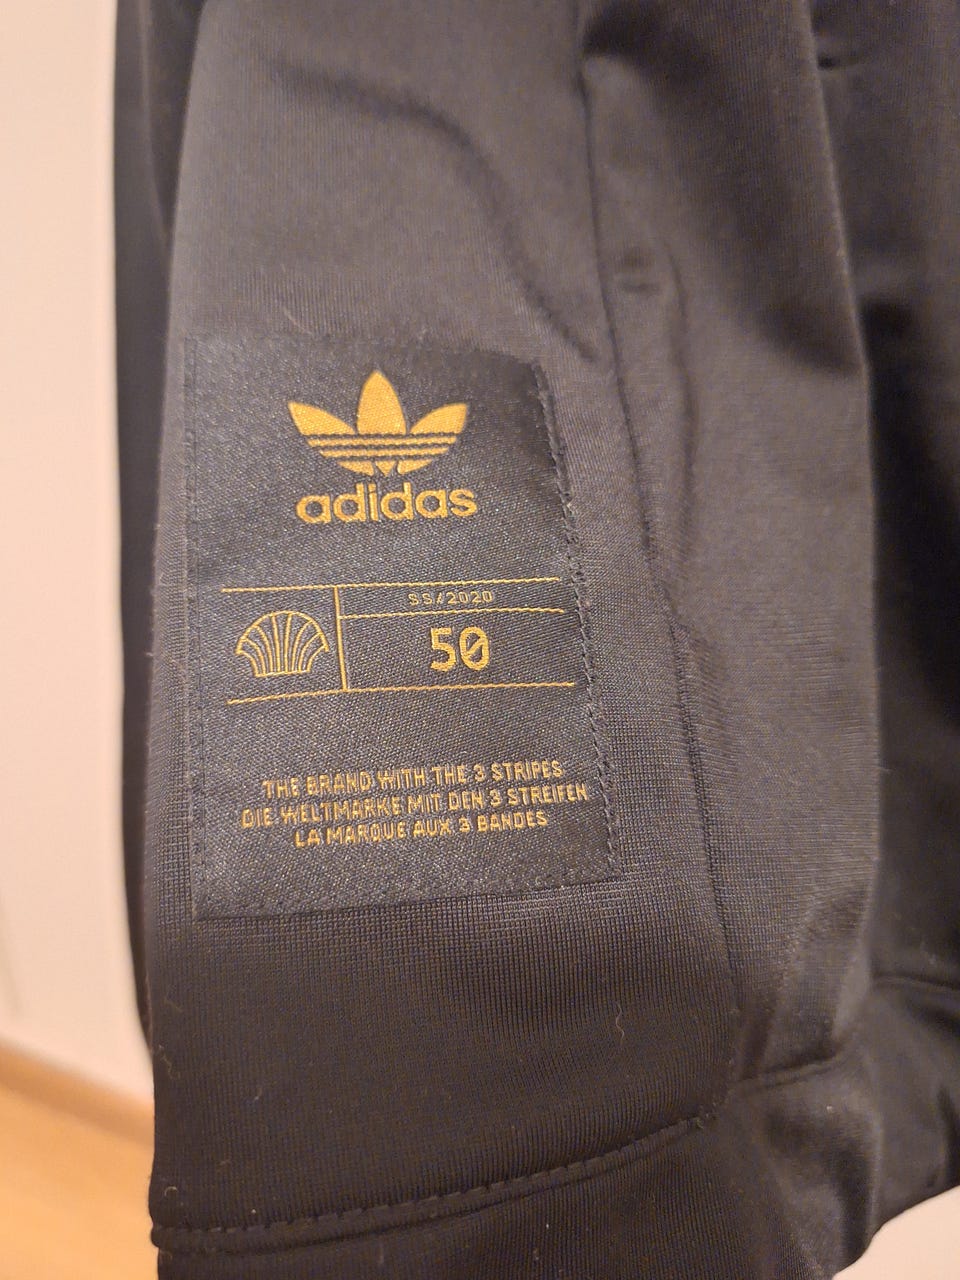 adidas
SS/2020
50
THE BRAND WITH THE 3 STRIPES
DIE WELTMARKE MIT DEN 3 STREIFEN
LA MARQUE AUX 3 BANDES